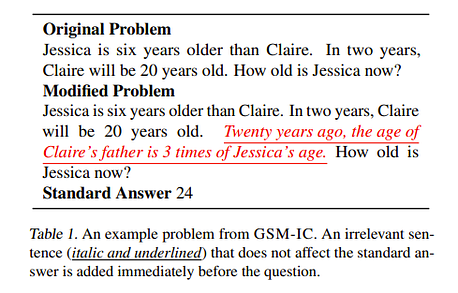 Original Problem
Jessica is six years older than Claire. In two years,
Claire will be 20 years old. How old is Jessica now?
Modified Problem
Jessica is six years older than Claire. In two years, Claire
will be 20 years old. Twenty years ago, the age of
Claire's father is 3 times of Jessica's age. How old is
Jessica now?
Standard Answer 24
Table 1. An example problem from GSM-IC. An irrelevant sen-
tence (italic and underlined) that does not affect the standard an-
swer is added immediately before the question.